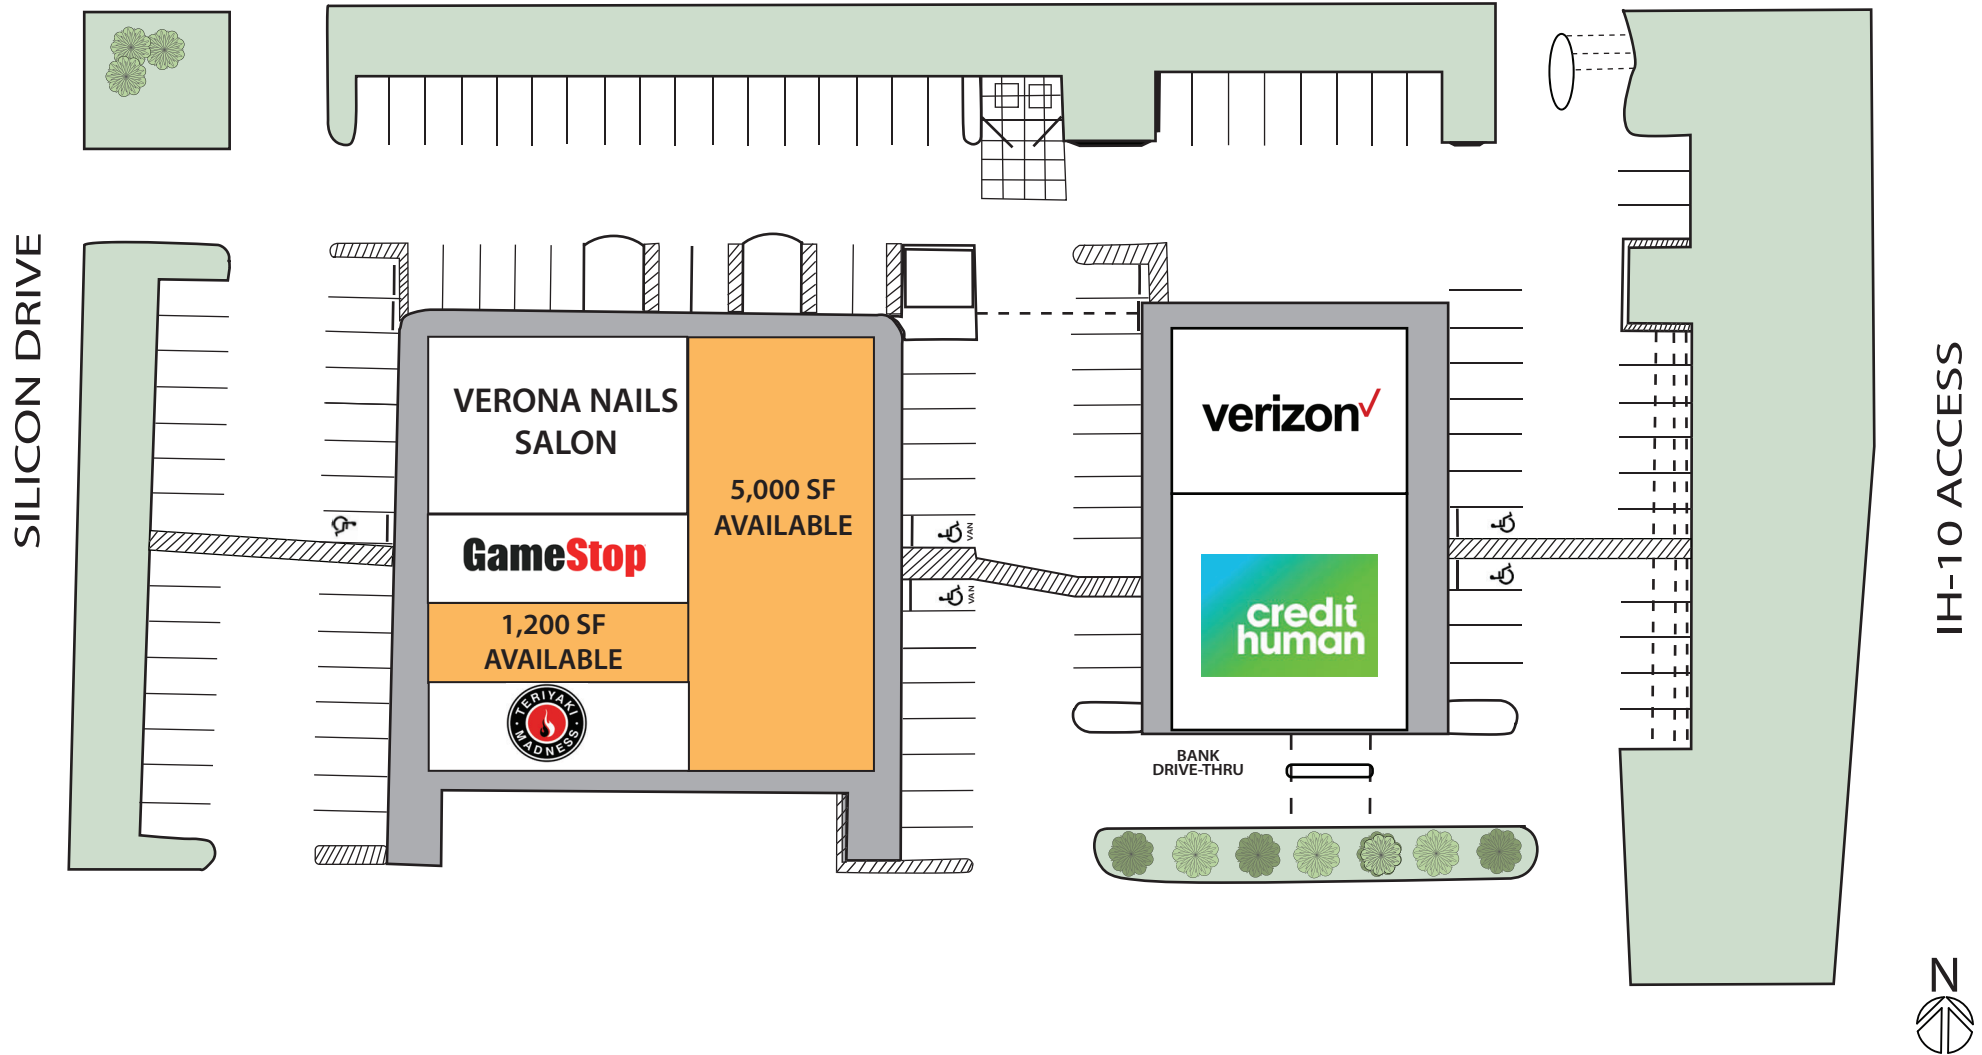 SILICON DRIVE
VERONA NAILS
SALON
GameStop
1,200 SF
AVAILABLE
TERIYAKI
MADNESS
5,000 SF
AVAILABLE
VAN
VAN
verizon
credit
human
BANK
DRIVE-THRU
IH-10 ACCESS
N